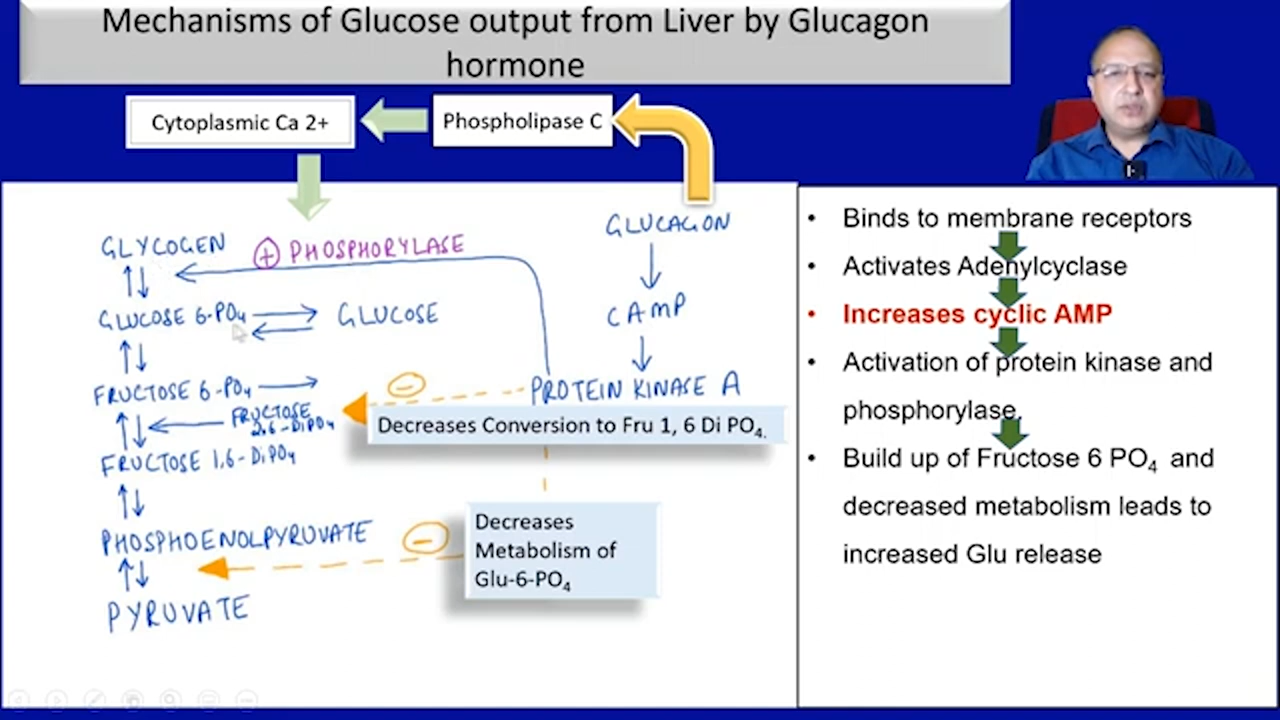 Mechanisms of Glucose output from Liver by Glucagon
hormone
Cytoplasmic Ca 2+
Phospholipase C
GLUCAGON
GLYCOGEN
+ PHOSPHORYLASE
GLUCOSE 6-PO4
GLUCOSE
CAMP
FRUCTOSE 6-PO4
PROTEIN KINASE A
FRUCTOSE
2,6-DiPO4
Decreases Conversion to Fru 1, 6 Di PO4.
FRUCTOSE 1,6-DiPO4
PHOSPHOENOLPYRUVATE
Decreases
Metabolism of
Glu-6-PO4
PYRUVATE
• Binds to membrane receptors
• Activates Adenylcyclase
• Increases cyclic AMP
• Activation of protein kinase and
phosphorylase.
• Build up of Fructose 6 PO4 and
decreased metabolism leads to
increased Glu release